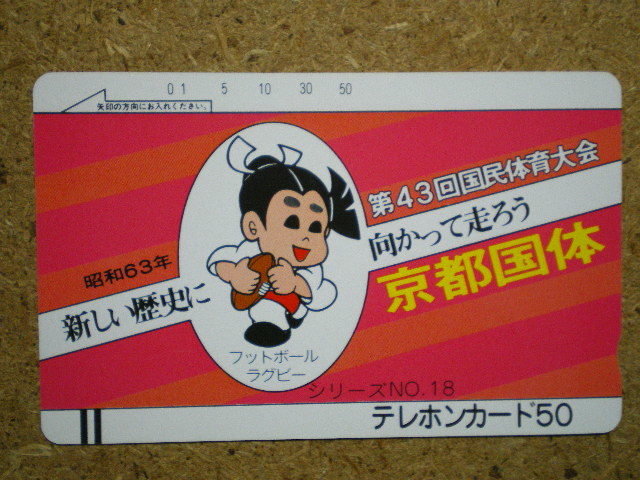 0 1 5 10 30 50
矢印の方向にお入れください。
第43回国民体育大会
昭和63年
新しい歴史に
向かって走ろう
京都国体
フットボール
ラグビー
シリーズNO.18
テレホンカード50